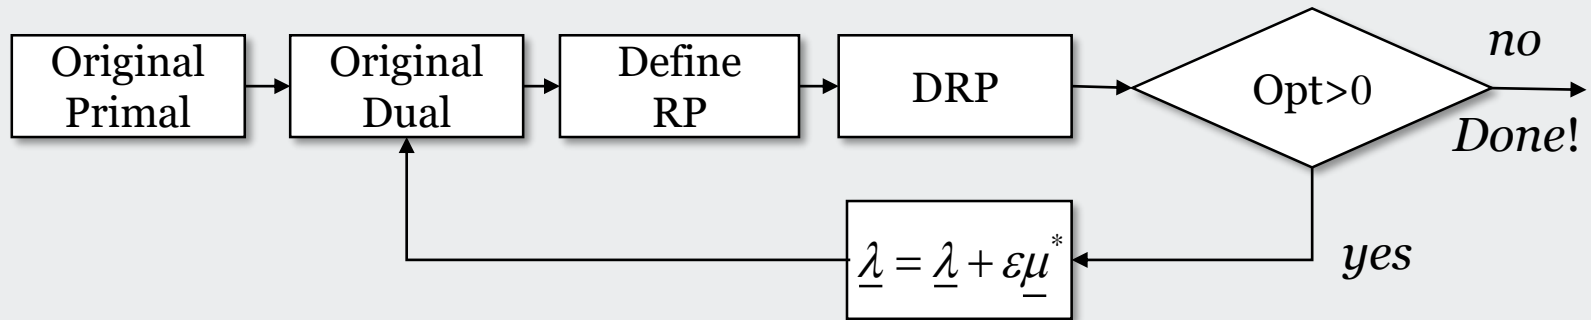 Original
Primal
Original
Dual
Define
RP
DRP
Opt>0
no
Done!
λ = λ + εμ*
yes